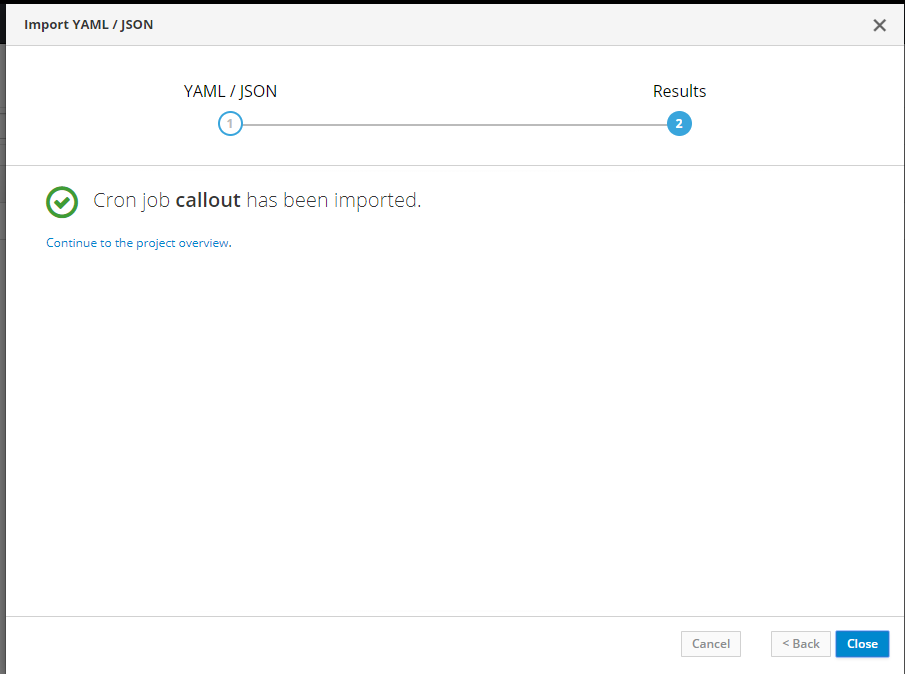 Import YAML / JSON
YAML / JSON
Results
1
2
Cron job callout has been imported.
Continue to the project overview.
Cancel
< Back
Close